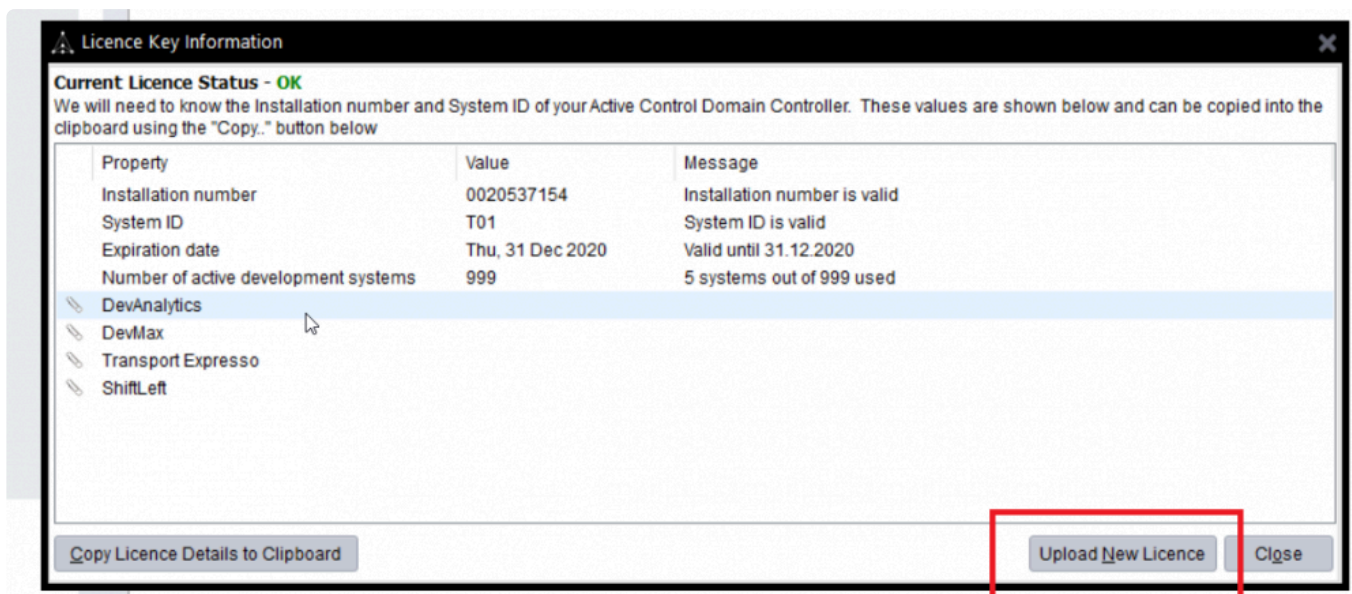 Licence Key Information
Current Licence Status - OK
We will need to know the Installation number and System ID of your Active Control Domain Controller. These values are shown below and can be copied into the
clipboard using the "Copy.." button below
Property Value Message
Installation number 0020537154 Installation number is valid
System ID T01 System ID is valid
Expiration date Thu, 31 Dec 2020 Valid until 31.12.2020
Number of active development systems 999 5 systems out of 999 used
DevAnalytics
DevMax
Transport Expresso
ShiftLeft
Copy Licence Details to Clipboard Upload New Licence Close